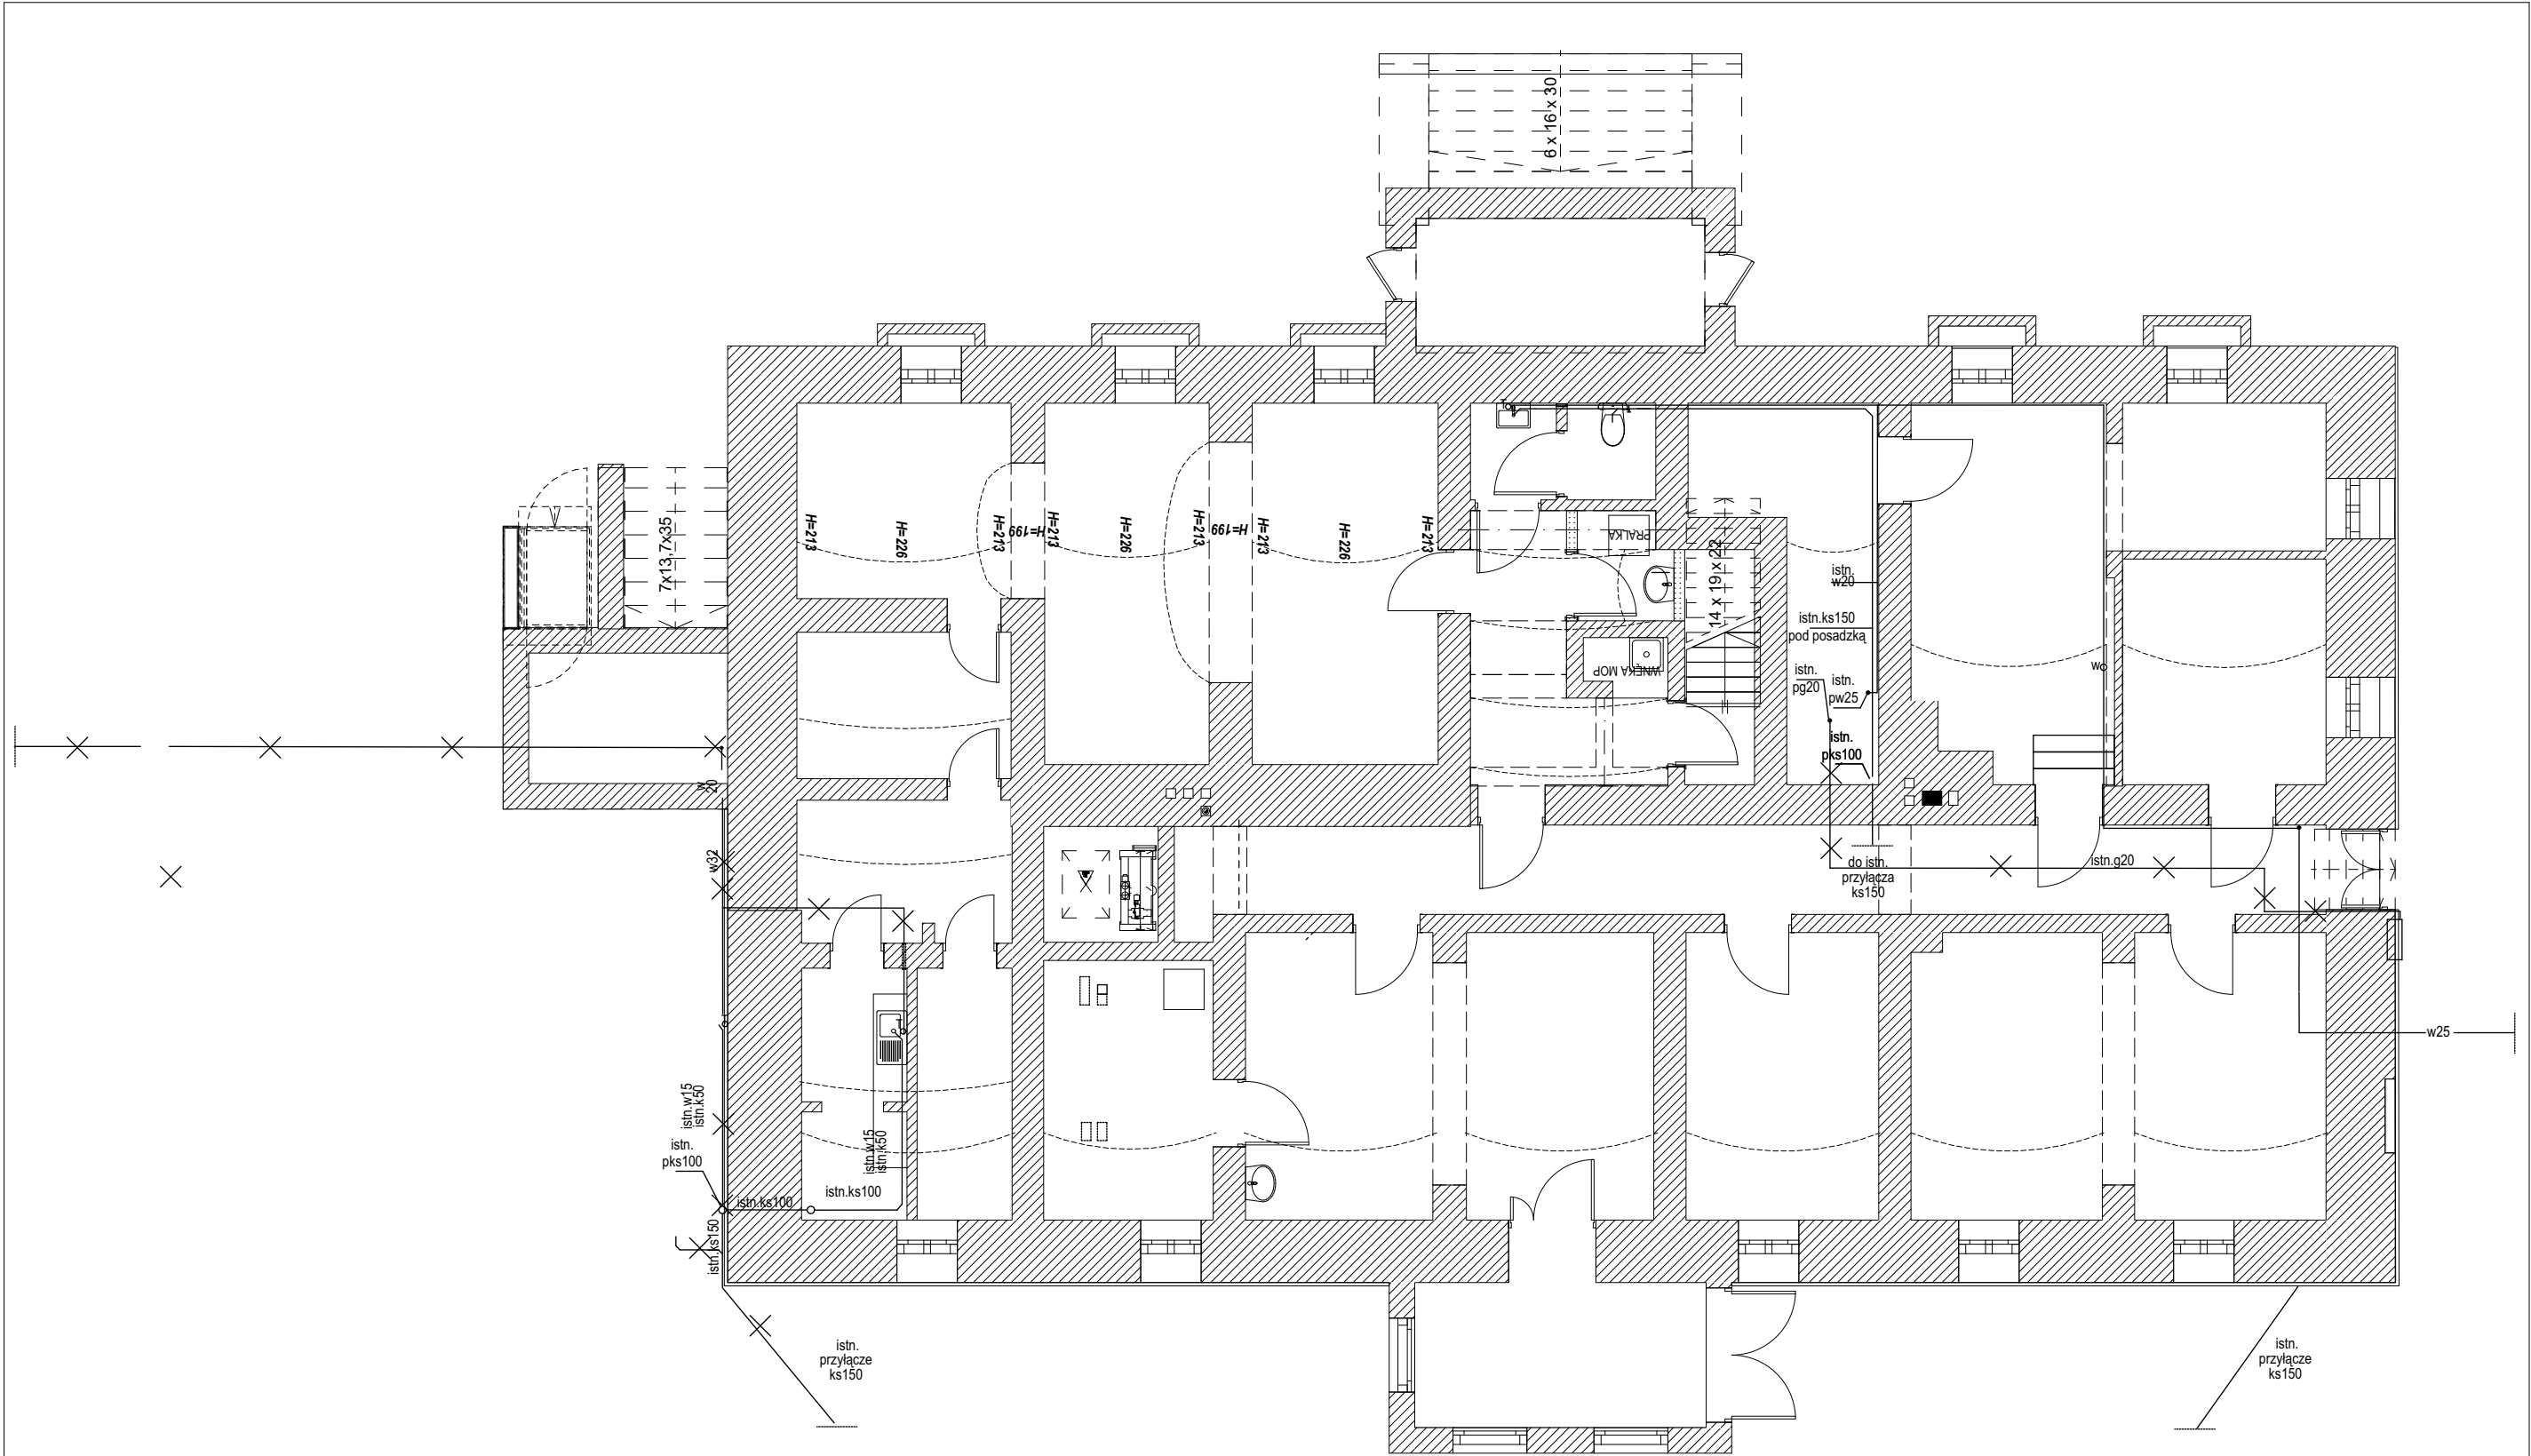 6 x 16 x 30
7x13,7x35
H=213
H=226
H=213
H=199
H=213
H=226
H=213
H=199
H=213
H=226
H=213
PRALKA
14 x 19 x 22
WNĘKA MOP
istn.
w20
istn.ks150
pod posadzką
istn.
pg20
istn.
pw25
istn.
pks100
w
w
20
w32
do istn.
przyłącza
ks150
istn.g20
w25
T
T
istn.w15
istn.k50
istn.
pks100
istn.w15
istn.k50
istn.ks100
istn.ks100
istn.ks150
istn.
przyłącze
ks150
istn.
przyłącze
ks150